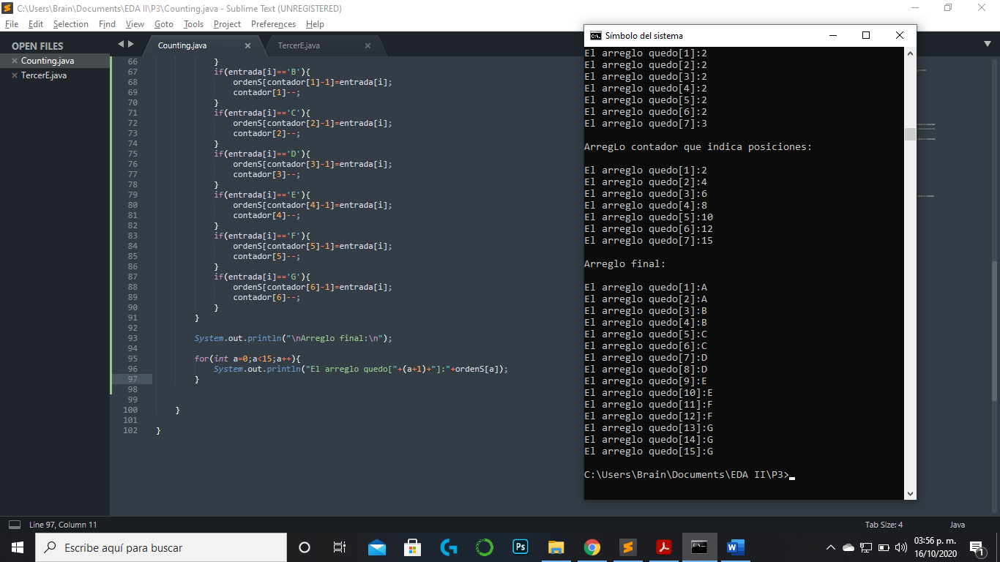 C:\Users\Brain\Documents\EDA II\P3\Counting.java - Sublime Text (UNREGISTERED)
File Edit Selection Find View Goto Tools Project Preferences Help
OPEN FILES
Counting.java
TercerE.java
Counting.java
TercerE.java
66 }
67 if(entrada[i]=='B'){
68 ordenS[contador[1]-1]=entrada[i];
69 contador[1]--;
70 }
71 if(entrada[i]=='C'){
72 ordenS[contador[2]-1]=entrada[i];
73 contador[2]--;
74 }
75 if(entrada[i]=='D'){
76 ordenS[contador[3]-1]=entrada[i];
77 contador[3]--;
78 }
79 if(entrada[i]=='E'){
80 ordenS[contador[4]-1]=entrada[i];
81 contador[4]--;
82 }
83 if(entrada[i]=='F'){
84 ordenS[contador[5]-1]=entrada[i];
85 contador[5]--;
86 }
87 if(entrada[i]=='G'){
88 ordenS[contador[6]-1]=entrada[i];
89 contador[6]--;
90 }
91 }
92
93 System.out.println("\nArreglo final:\n");
94
95 for(int a=0;a<15;a++){
96 System.out.println("El arreglo quedo["+(a+1)+"]:"+ordenS[a]);
97 }
98
99
100 }
101
102 }
Símbolo del sistema
El arreglo quedo[1]:2
El arreglo quedo[2]:2
El arreglo quedo[3]:2
El arreglo quedo[4]:2
El arreglo quedo[5]:2
El arreglo quedo[6]:2
El arreglo quedo[7]:3
ArregLo contador que indica posiciones:
El arreglo quedo[1]:2
El arreglo quedo[2]:4
El arreglo quedo[3]:6
El arreglo quedo[4]:8
El arreglo quedo[5]:10
El arreglo quedo[6]:12
El arreglo quedo[7]:15
Arreglo final:
El arreglo quedo[1]:A
El arreglo quedo[2]:A
El arreglo quedo[3]:B
El arreglo quedo[4]:B
El arreglo quedo[5]:C
El arreglo quedo[6]:C
El arreglo quedo[7]:D
El arreglo quedo[8]:D
El arreglo quedo[9]:E
El arreglo quedo[10]:E
El arreglo quedo[11]:F
El arreglo quedo[12]:F
El arreglo quedo[13]:G
El arreglo quedo[14]:G
El arreglo quedo[15]:G
C:\Users\Brain\Documents\EDA II\P3>
Line 97, Column 11
Tab Size: 4 Java
Escribe aquí para buscar
Ps
03:56 p. m.
16/10/2020
1